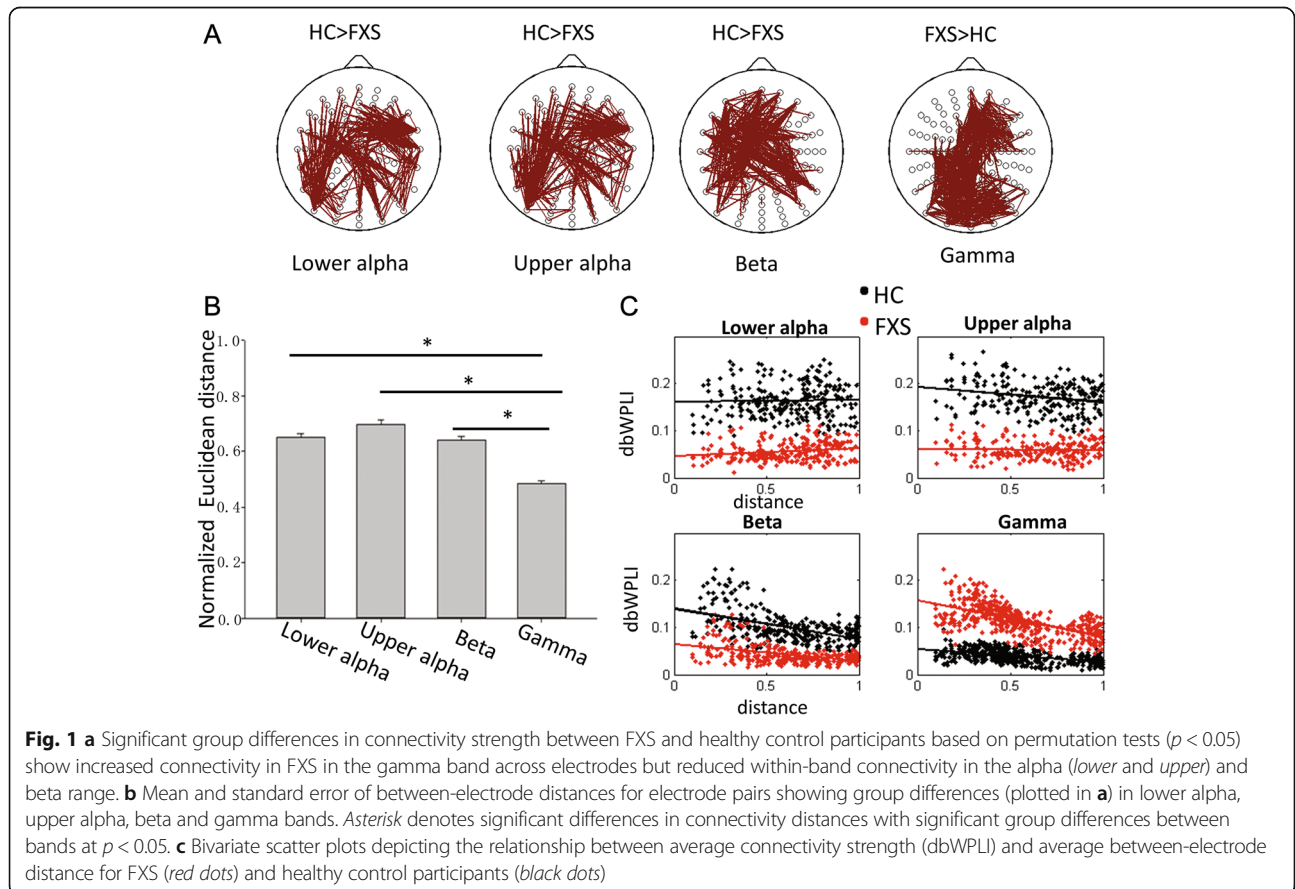 A
HC>FXS HC>FXS HC>FXS FXS>HC
Lower alpha Upper alpha Beta Gamma
B
Normalized Euclidean distance
1.0
0.8
0.6
0.4
0.2
0.0
* 
*
*
Lower alpha Upper alpha Beta Gamma
C
HC
FXS
Lower alpha Upper alpha
dbWPLI
0.2 0.2
0.1 0.1
0 0
0 0.5 1 0 0.5 1
distance
Beta Gamma
dbWPLI
0.2 0.2
0.1 0.1
0 0
0 0.5 1 0 0.5 1
distance
Fig. 1 a Significant group differences in connectivity strength between FXS and healthy control participants based on permutation tests (p < 0.05)
show increased connectivity in FXS in the gamma band across electrodes but reduced within-band connectivity in the alpha (lower and upper) and
beta range. b Mean and standard error of between-electrode distances for electrode pairs showing group differences (plotted in a) in lower alpha,
upper alpha, beta and gamma bands. Asterisk denotes significant differences in connectivity distances with significant group differences between
bands at p < 0.05. c Bivariate scatter plots depicting the relationship between average connectivity strength (dbWPLI) and average between-electrode
distance for FXS (red dots) and healthy control participants (black dots)